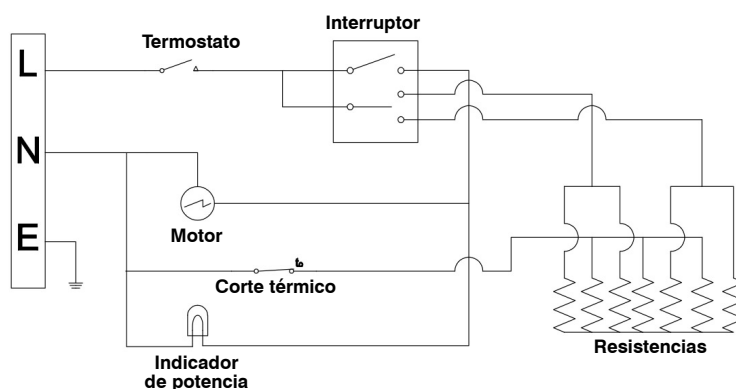 Interruptor
Termostato
L
N
E
Motor
Corte térmico
Resistencias
Indicador
de potencia